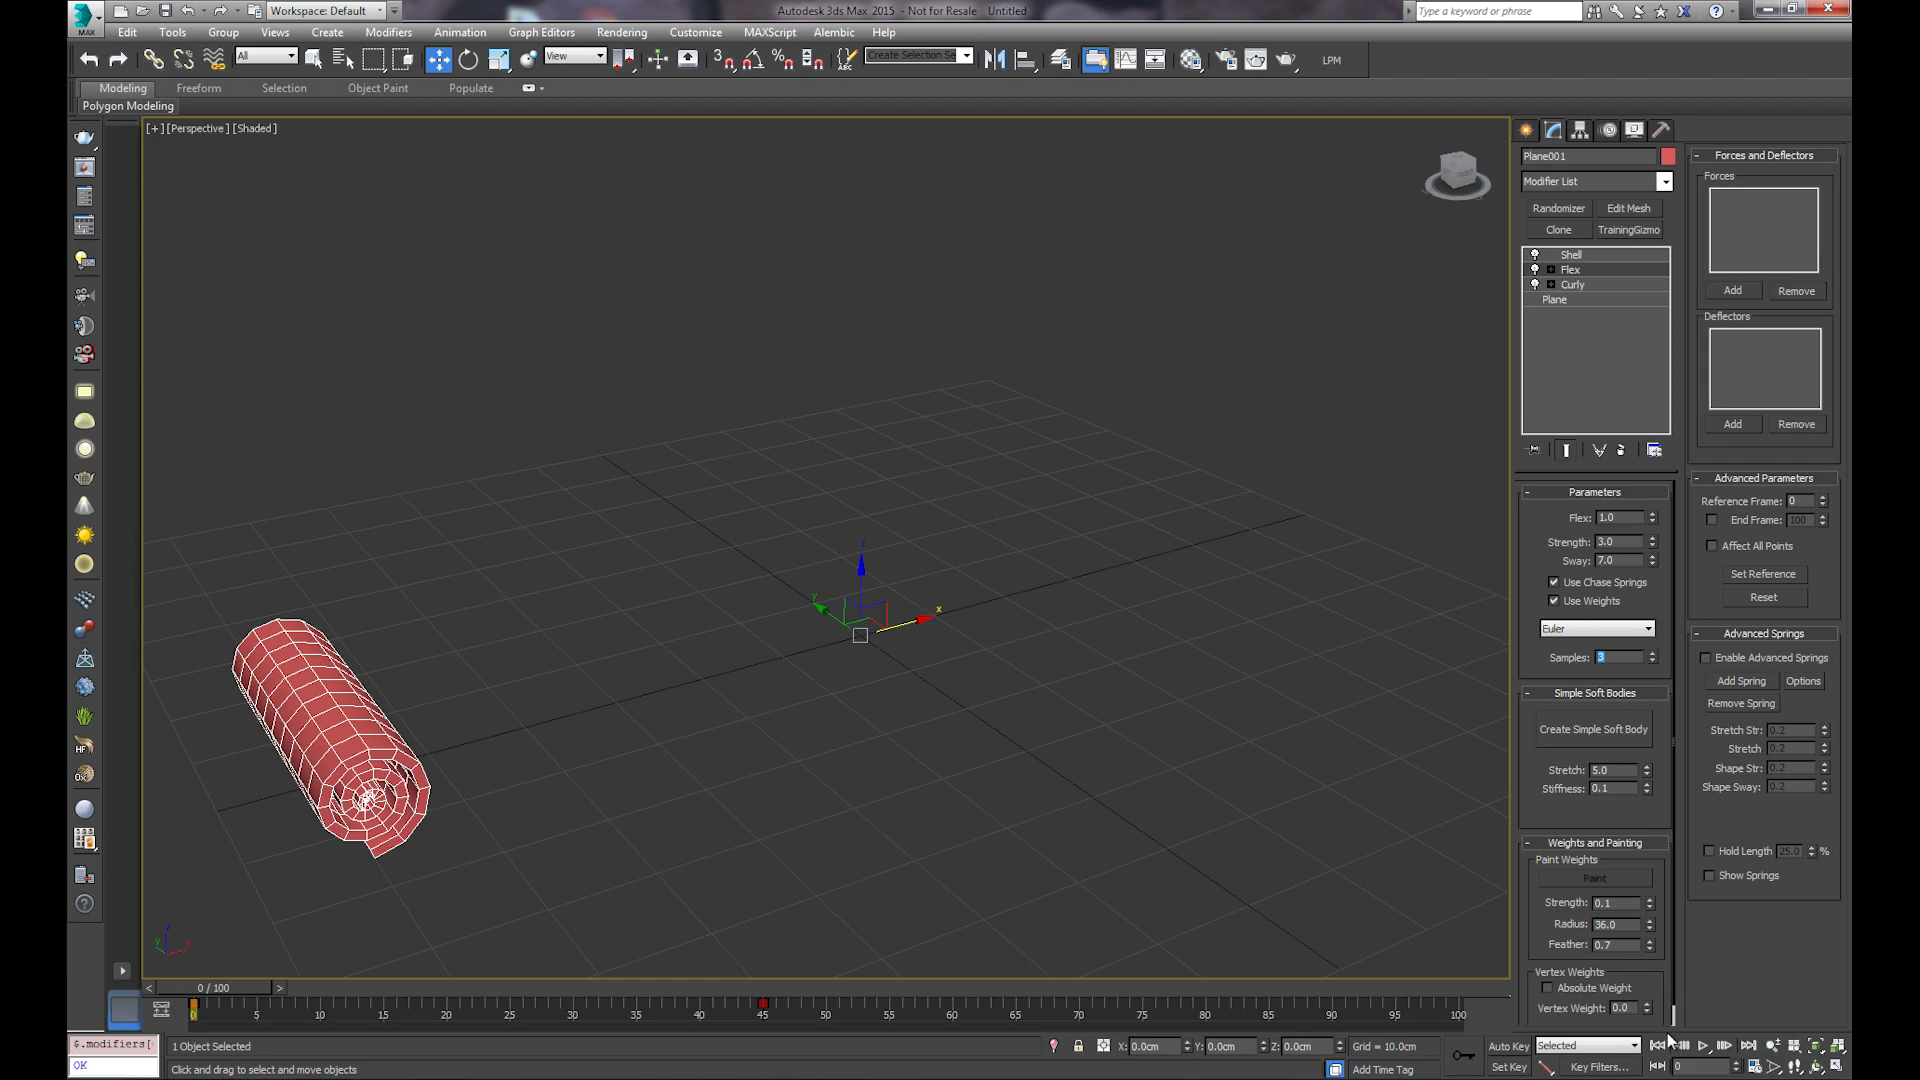 Workspace: Default
Autodesk 3ds Max 2015 - Not for Resale Untitled
Type a keyword or phrase
MAX
Edit Tools Group Views Create Modifiers Animation Graph Editors Rendering Customize MAXScript Alembic Help
All
View
3
Create Selection Se
LPM
Modeling Freeform Selection Object Paint Populate
Polygon Modeling
[+] [Perspective] [Shaded]
Plane001
Modifier List
Randomizer Edit Mesh
Clone TrainingGizmo
Shell
Flex
Curly
Plane
Parameters
Flex: 1.0
Strength: 3.0
Sway: 7.0
Use Chase Springs
Use Weights
Euler
Samples: 3
Simple Soft Bodies
Create Simple Soft Body
Stretch: 5.0
Stiffness: 0.1
Weights and Painting
Paint Weights
Paint
Strength: 0.1
Radius: 36.0
Feather: 0.7
Vertex Weights
Absolute Weight
Vertex Weight: 0.0
Forces and Deflectors
Forces
Add Remove
Deflectors
Add Remove
Advanced Parameters
Reference Frame: 0
End Frame: 100
Affect All Points
Set Reference
Reset
Advanced Springs
Enable Advanced Springs
Add Spring Options
Remove Spring
Stretch Str: 0.2
Stretch 0.2
Shape Str: 0.2
Shape Sway: 0.2
Hold Length 25.0 %
Show Springs
z
y
x
HF
Ox
z
y
x
< 0 / 100 >
0 5 10 15 20 25 30 35 40 45 50 55 60 65 70 75 80 85 90 95 100
$.modifiers[
OK
1 Object Selected
X: 0.0cm Y: 0.0cm Z: 0.0cm Grid = 10.0cm
Click and drag to select and move objects
Add Time Tag
Auto Key Selected
Set Key Key Filters...
0